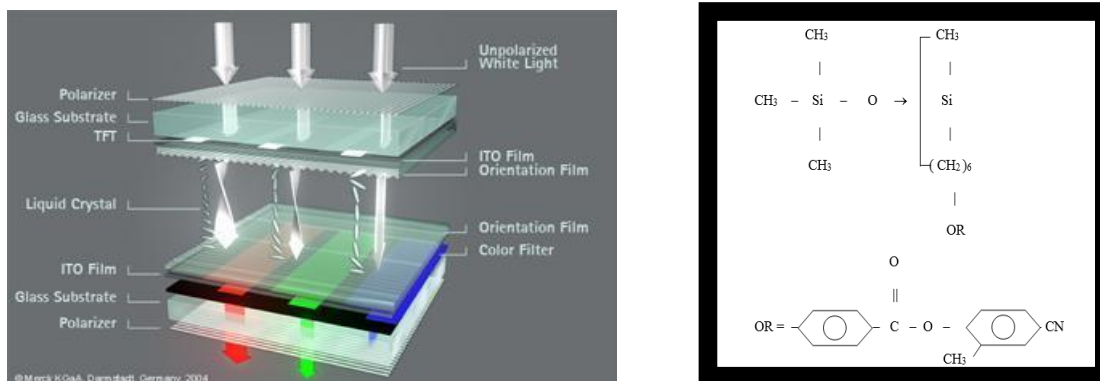 Unpolarized
White Light
Polarizer
Glass Substrate
TFT
ITO Film
Orientation Film
Liquid Crystal
Orientation Film
Color Filter
ITO Film
Glass Substrate
Polarizer
© Merck KGaA, Darmstadt, Germany, 2004
CH3 CH3
| |
CH3 – Si – O → Si
| |
CH3 ( CH2 )6
|
OR
O
||
OR = – – C – O – – CN
CH3